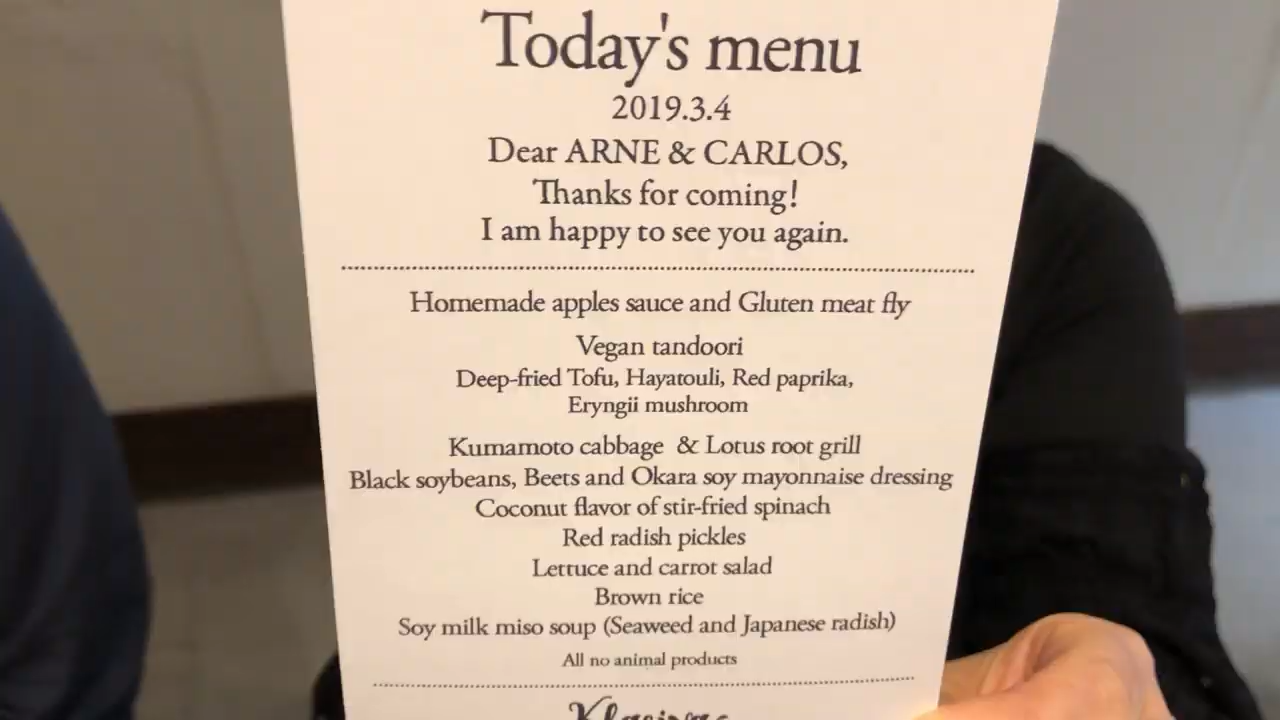 Today's menu
2019.3.4
Dear ARNE & CARLOS,
Thanks for coming!
I am happy to see you again.
Homemade apples sauce and Gluten meat fly
Vegan tandoori
Deep-fried Tofu, Hayatouli, Red paprika,
Eryngii mushroom
Kumamoto cabbage & Lotus root grill
Black soybeans, Beets and Okara soy mayonnaise dressing
Coconut flavor of stir-fried spinach
Red radish pickles
Lettuce and carrot salad
Brown rice
Soy milk miso soup (Seaweed and Japanese radish)
All no animal products